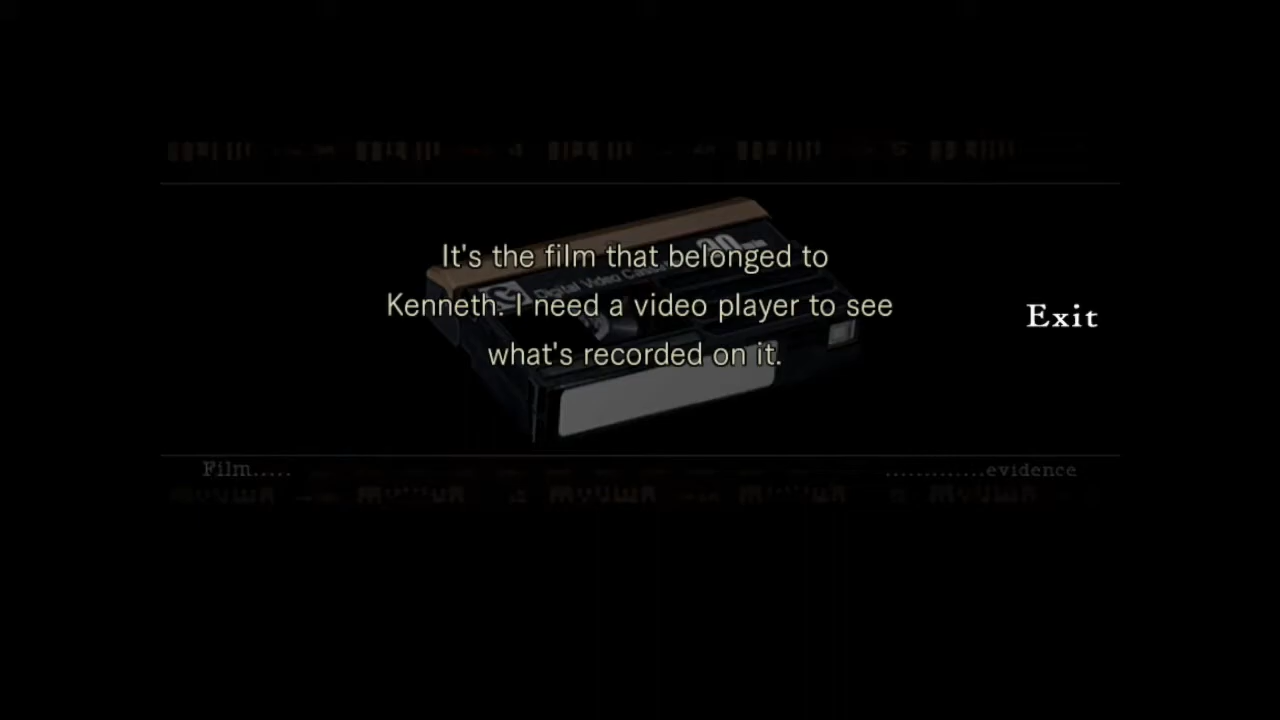 It's the film that belonged to
Kenneth. I need a video player to see
what's recorded on it.
Exit
Film..... .............evidence